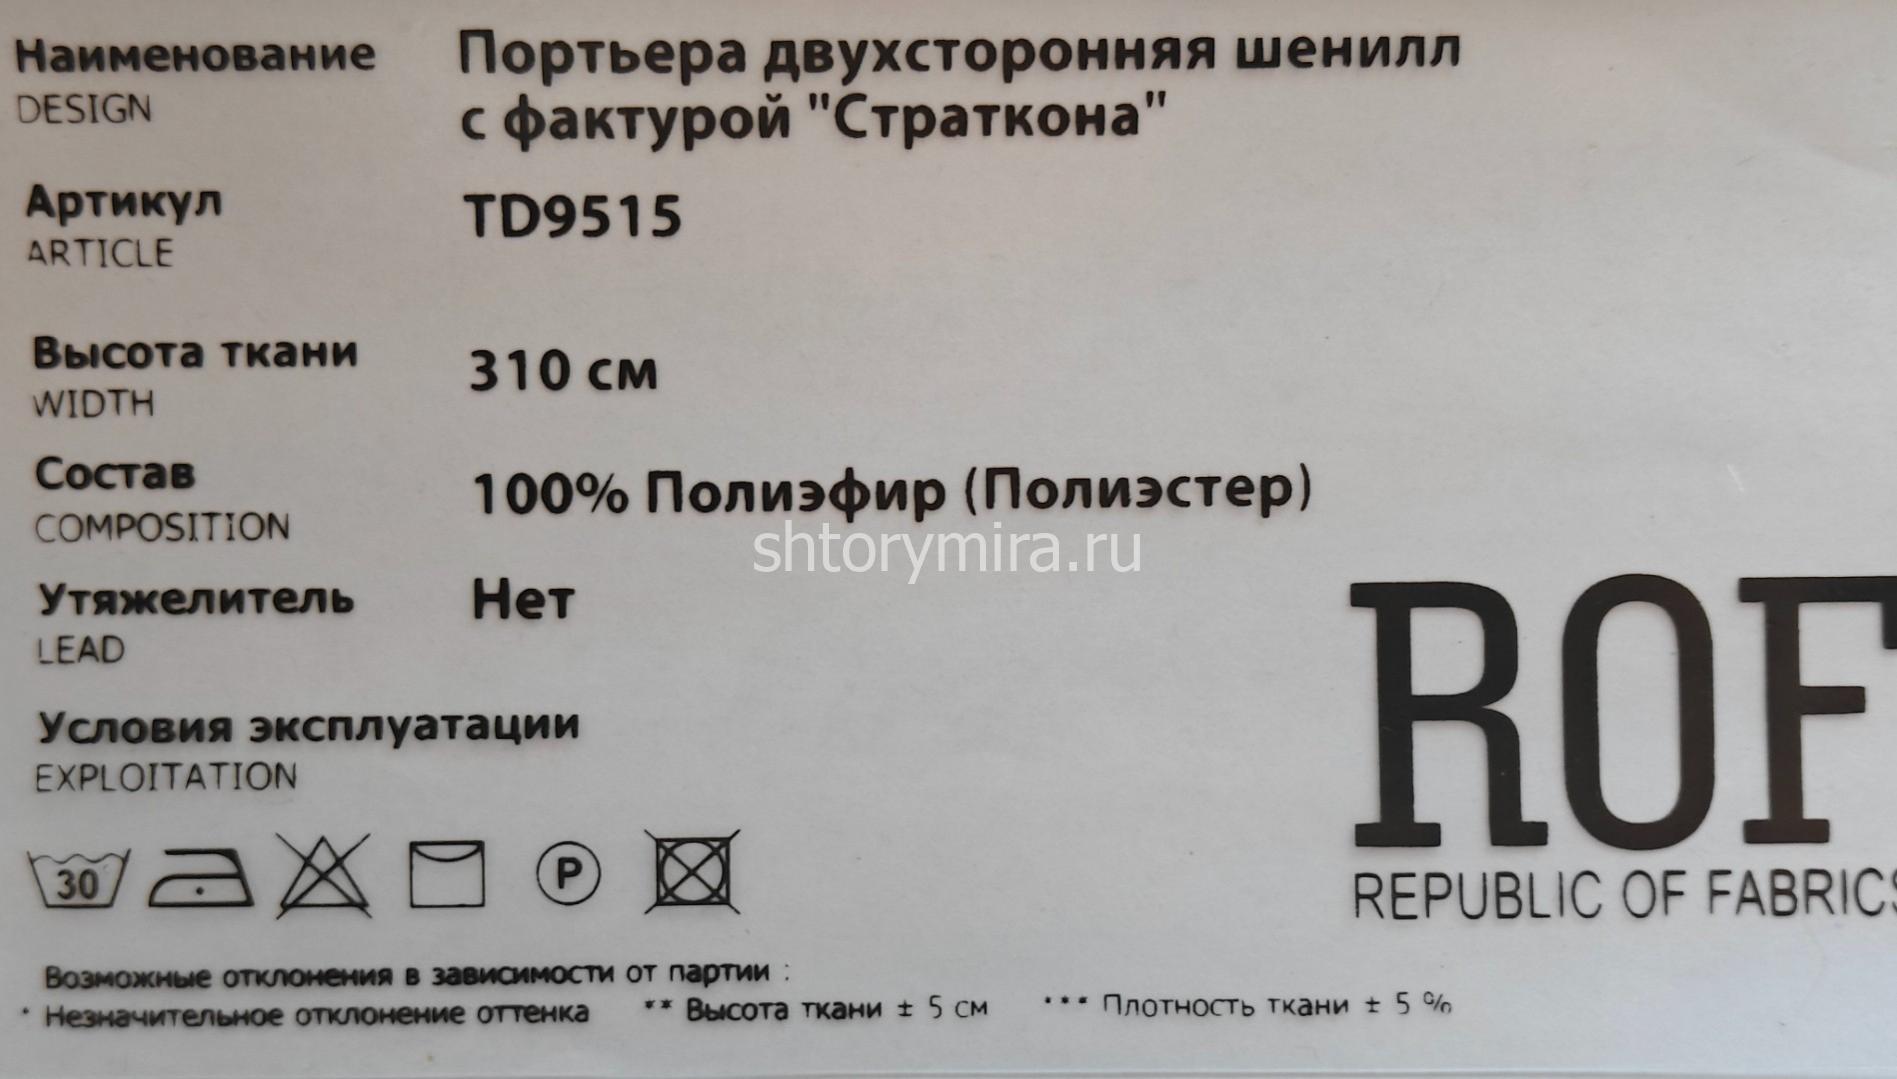 Наименование
DESIGN
Портьера двухсторонняя шенилл
с фактурой "Страткона"
Артикул
ARTICLE
TD9515
Высота ткани
WIDTH
310 см
Состав
COMPOSITION
100% Полиэфир (Полиэстер)
shtorymira.ru
Утяжелитель
LEAD
Нет
Условия эксплуатации
EXPLOITATION
30
P
ROF
REPUBLIC OF FABRICS
Возможные отклонения в зависимости от партии :
* Незначительное отклонение оттенка ** Высота ткани ± 5 см *** Плотность ткани ± 5 %